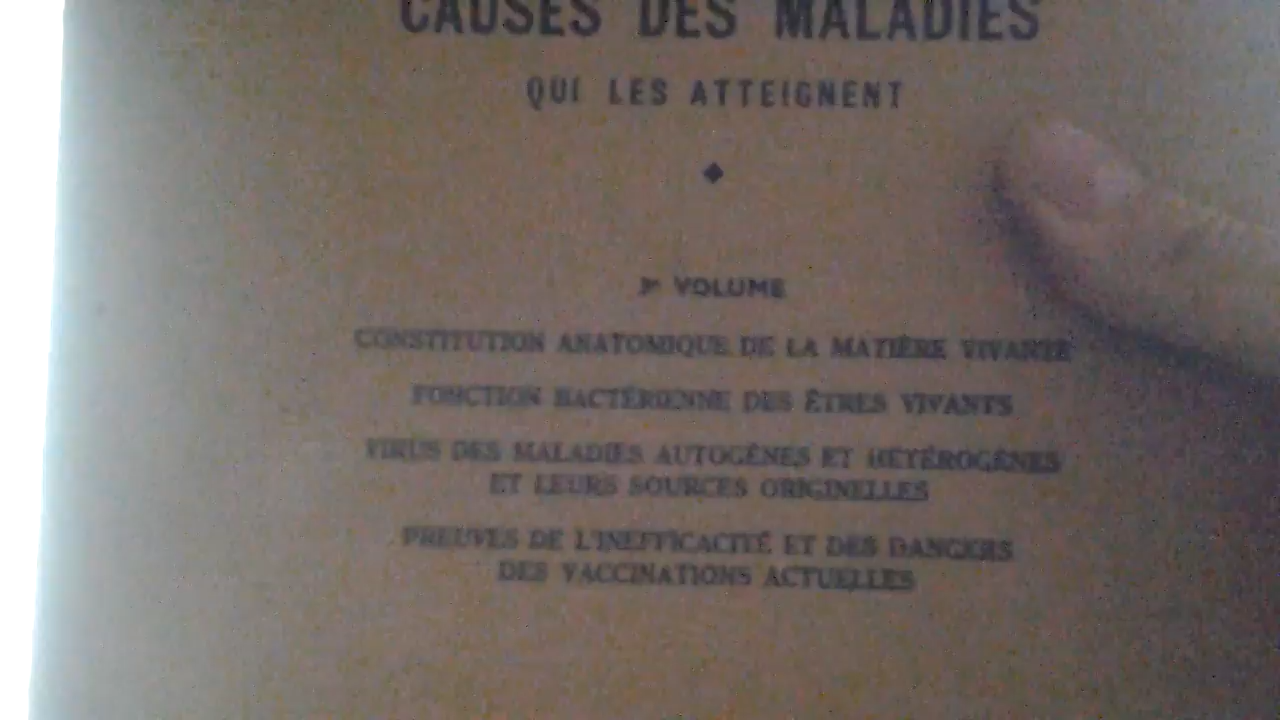 CAUSES DES MALADIES
QUI LES ATTEIGNENT
3e VOLUME
CONSTITUTION ANATOMIQUE DE LA MATIÈRE VIVANTE
FONCTION BACTÉRIENNE DES ÊTRES VIVANTS
VIRUS DES MALADIES AUTOGÈNES ET HÉTÉROGÈNES
ET LEURS SOURCES ORIGINELLES
PREUVES DE L'INEFFICACITÉ ET DES DANGERS
DES VACCINATIONS ACTUELLES